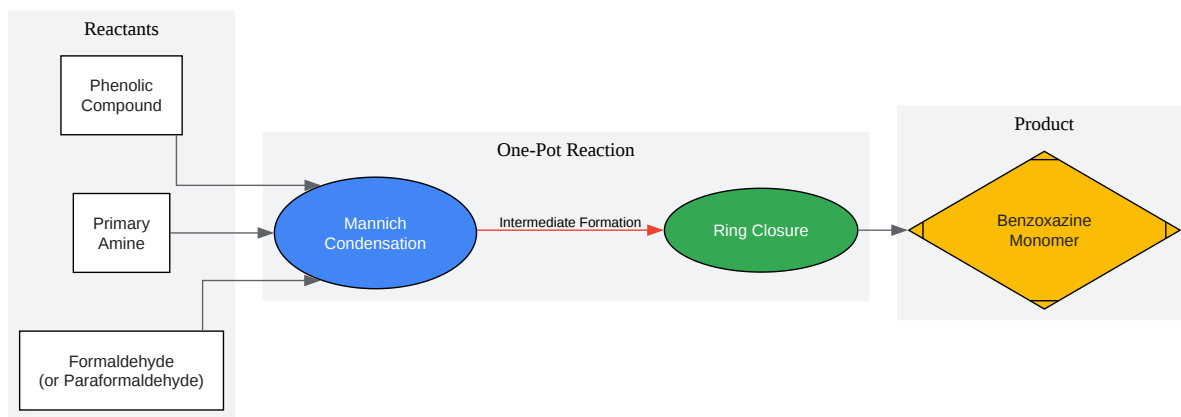 Reactants
Phenolic
Compound
Primary
Amine
Formaldehyde
(or Paraformaldehyde)
One-Pot Reaction
Mannich
Condensation
Intermediate Formation
Ring Closure
Product
Benzoxazine
Monomer